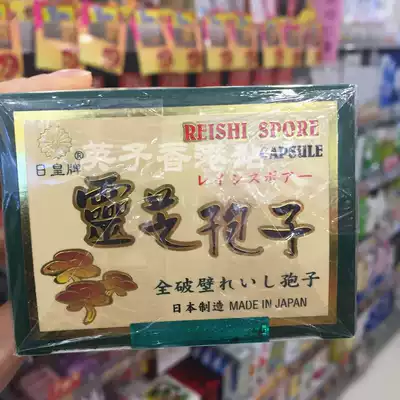 REISHI SPORE
CAPSULE
日皇牌®
レイシスポアー
靈芝孢子
全破壁れいし孢子
日本制造 MADE IN JAPAN